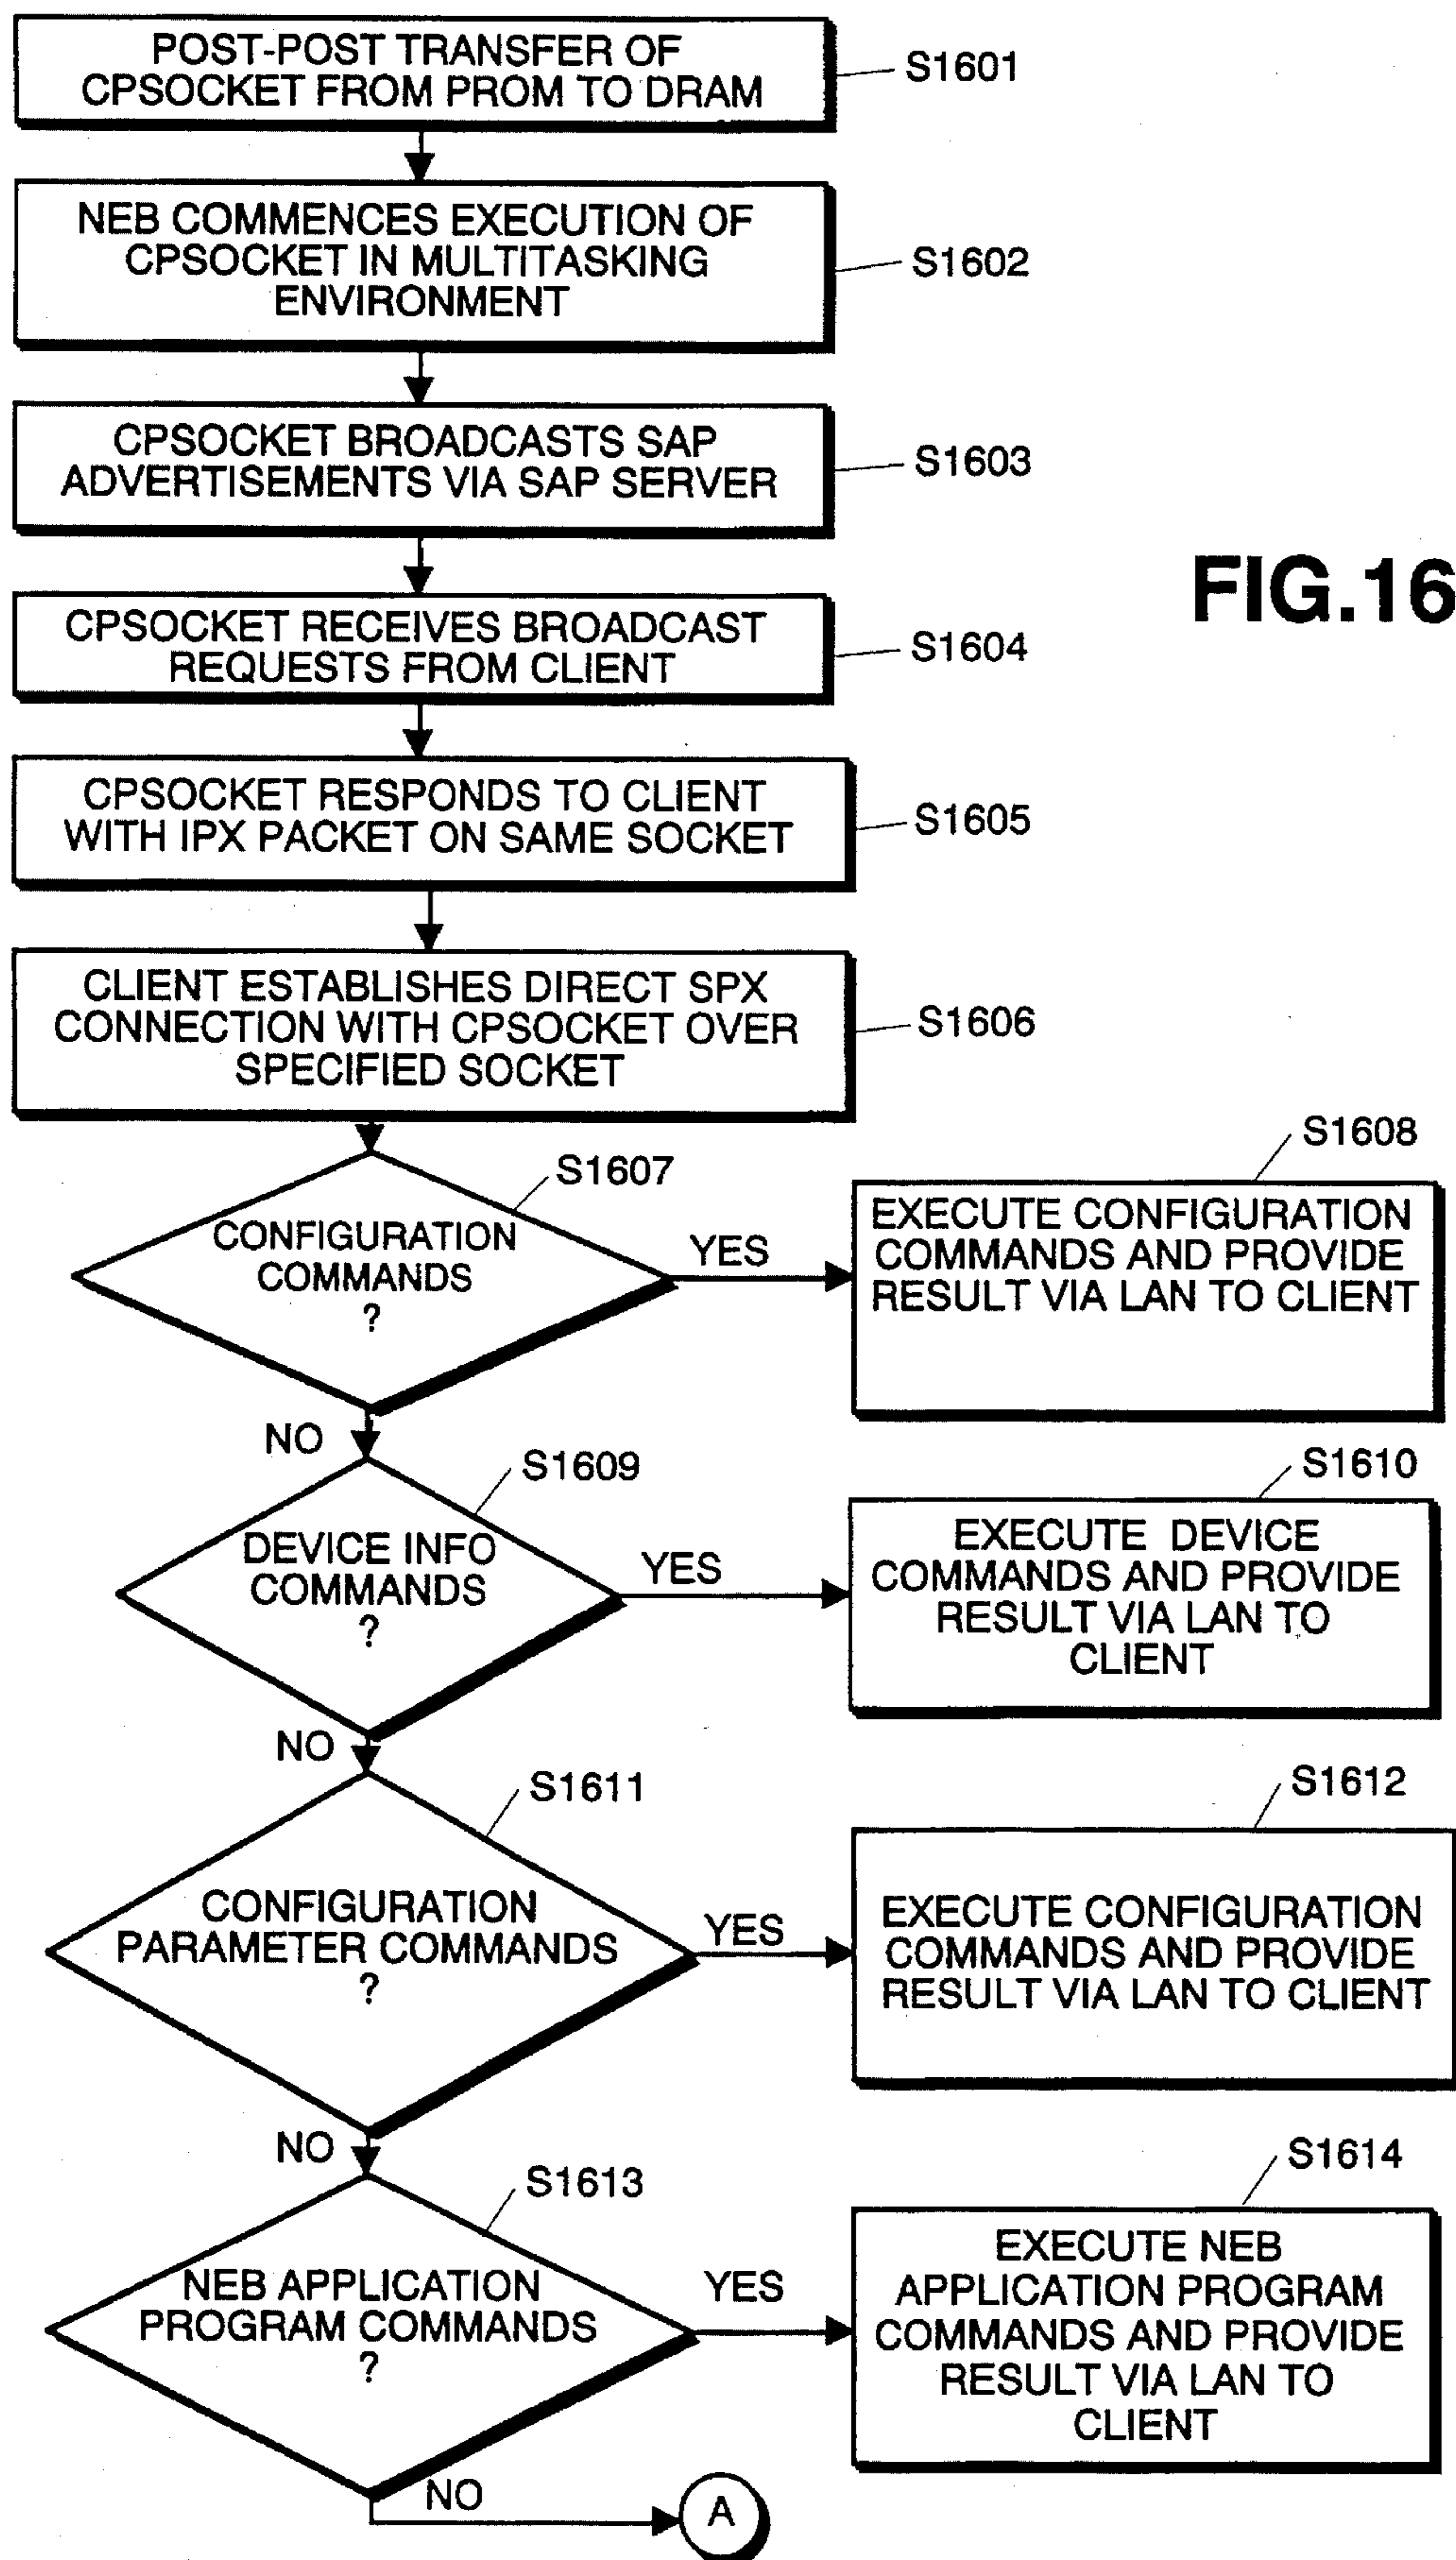 POST-POST TRANSFER OF
CPSOCKET FROM PROM TO DRAM
S1601
NEB COMMENCES EXECUTION OF
CPSOCKET IN MULTITASKING
ENVIRONMENT
S1602
CPSOCKET BROADCASTS SAP
ADVERTISEMENTS VIA SAP SERVER
S1603
FIG.16
CPSOCKET RECEIVES BROADCAST
REQUESTS FROM CLIENT
S1604
CPSOCKET RESPONDS TO CLIENT
WITH IPX PACKET ON SAME SOCKET
S1605
CLIENT ESTABLISHES DIRECT SPX
CONNECTION WITH CPSOCKET OVER
SPECIFIED SOCKET
S1606
S1607
CONFIGURATION
COMMANDS
?
YES
S1608
EXECUTE CONFIGURATION
COMMANDS AND PROVIDE
RESULT VIA LAN TO CLIENT
NO
S1609
DEVICE INFO
COMMANDS
?
YES
S1610
EXECUTE DEVICE
COMMANDS AND PROVIDE
RESULT VIA LAN TO
CLIENT
NO
S1611
CONFIGURATION
PARAMETER COMMANDS
?
YES
S1612
EXECUTE CONFIGURATION
COMMANDS AND PROVIDE
RESULT VIA LAN TO CLIENT
NO
S1613
NEB APPLICATION
PROGRAM COMMANDS
?
YES
S1614
EXECUTE NEB
APPLICATION PROGRAM
COMMANDS AND PROVIDE
RESULT VIA LAN TO
CLIENT
NO
A